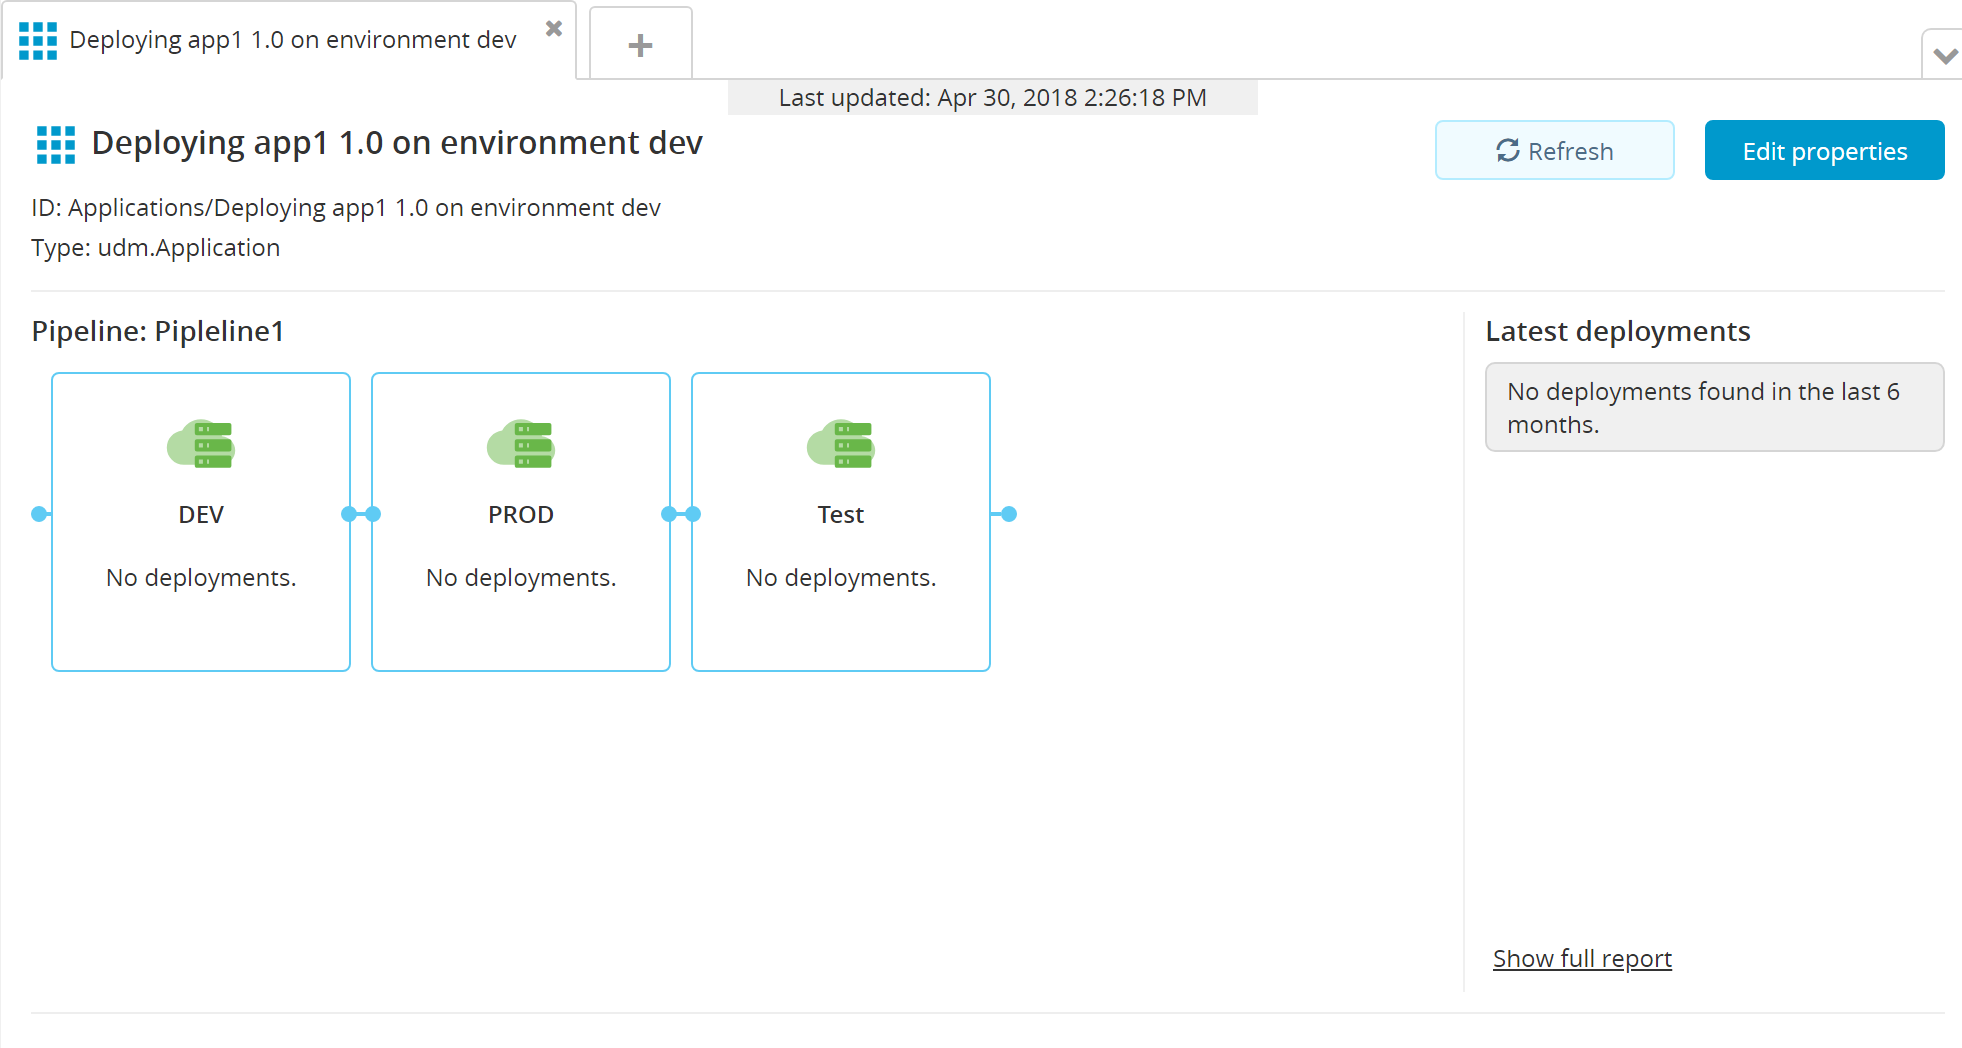 Deploying app1 1.0 on environment dev
Last updated: Apr 30, 2018 2:26:18 PM
Deploying app1 1.0 on environment dev
Refresh
Edit properties
ID: Applications/Deploying app1 1.0 on environment dev
Type: udm.Application
Pipeline: Pipleline1
DEV
No deployments.
PROD
No deployments.
Test
No deployments.
Latest deployments
No deployments found in the last 6
months.
Show full report